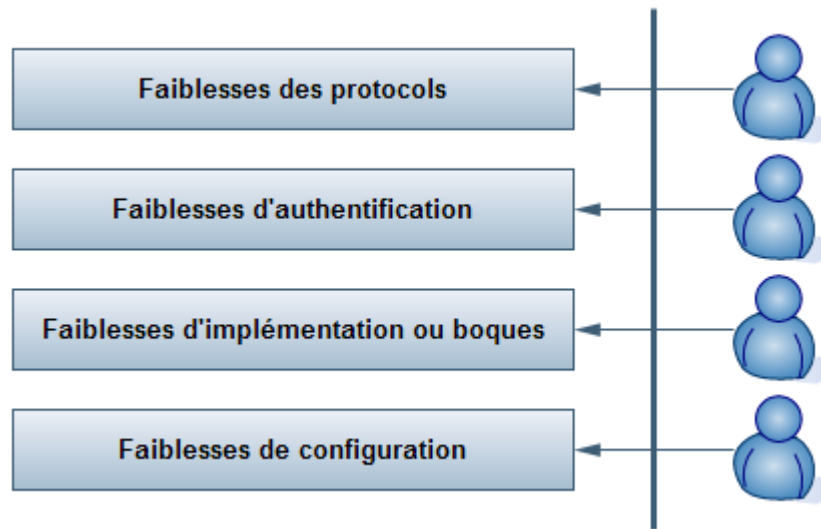 Faiblesses des protocols
Faiblesses d'authentification
Faiblesses d'implémentation ou boques
Faiblesses de configuration